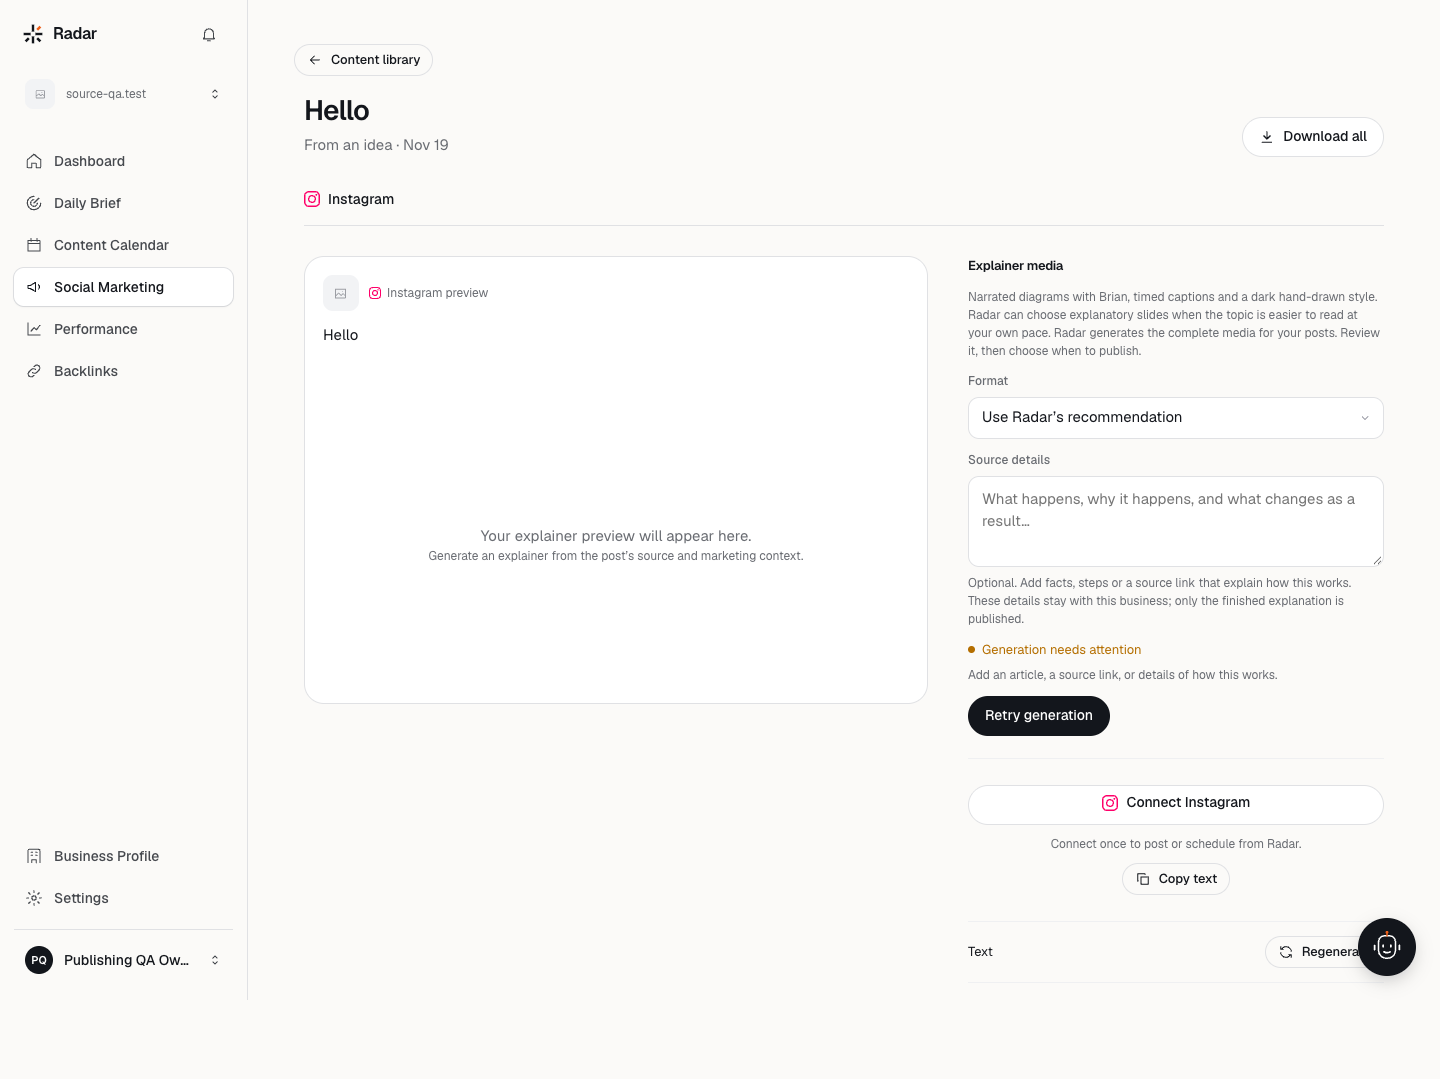 Radar
source-qa.test
Dashboard
Daily Brief
Content Calendar
Social Marketing
Performance
Backlinks
Business Profile
Settings
PQ
Publishing QA Ow...
Content library
Hello
From an idea · Nov 19
Download all
Instagram
Instagram preview
Hello
Your explainer preview will appear here.
Generate an explainer from the post's source and marketing context.
Explainer media
Narrated diagrams with Brian, timed captions and a dark hand-drawn style.
Radar can choose explanatory slides when the topic is easier to read at
your own pace. Radar generates the complete media for your posts. Review
it, then choose when to publish.
Format
Use Radar's recommendation
Source details
What happens, why it happens, and what changes as a
result...
Optional. Add facts, steps or a source link that explain how this works.
These details stay with this business; only the finished explanation is
published.
Generation needs attention
Add an article, a source link, or details of how this works.
Retry generation
Connect Instagram
Connect once to post or schedule from Radar.
Copy text
Text
Regenera